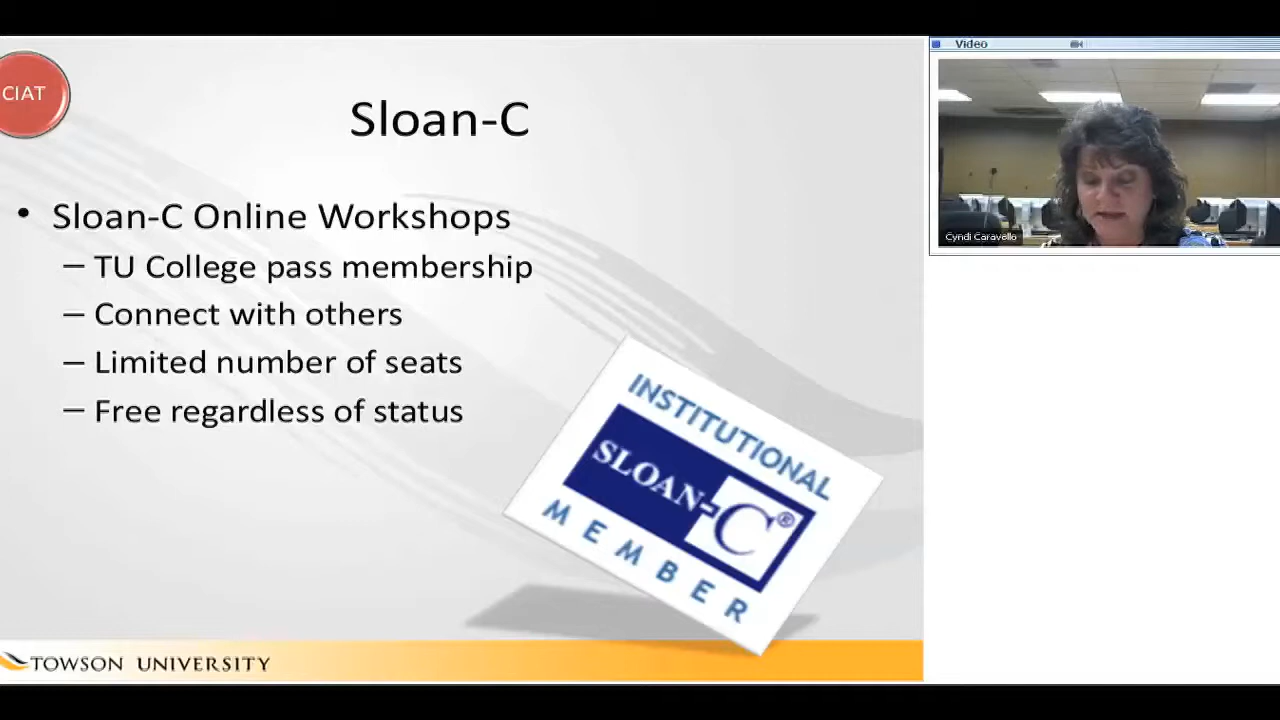 CIAT
Sloan-C
• Sloan-C Online Workshops
– TU College pass membership
– Connect with others
– Limited number of seats
– Free regardless of status
INSTITUTIONAL
SLOAN-C®
MEMBER
TOWSON UNIVERSITY
Video
Cyndi Caravello